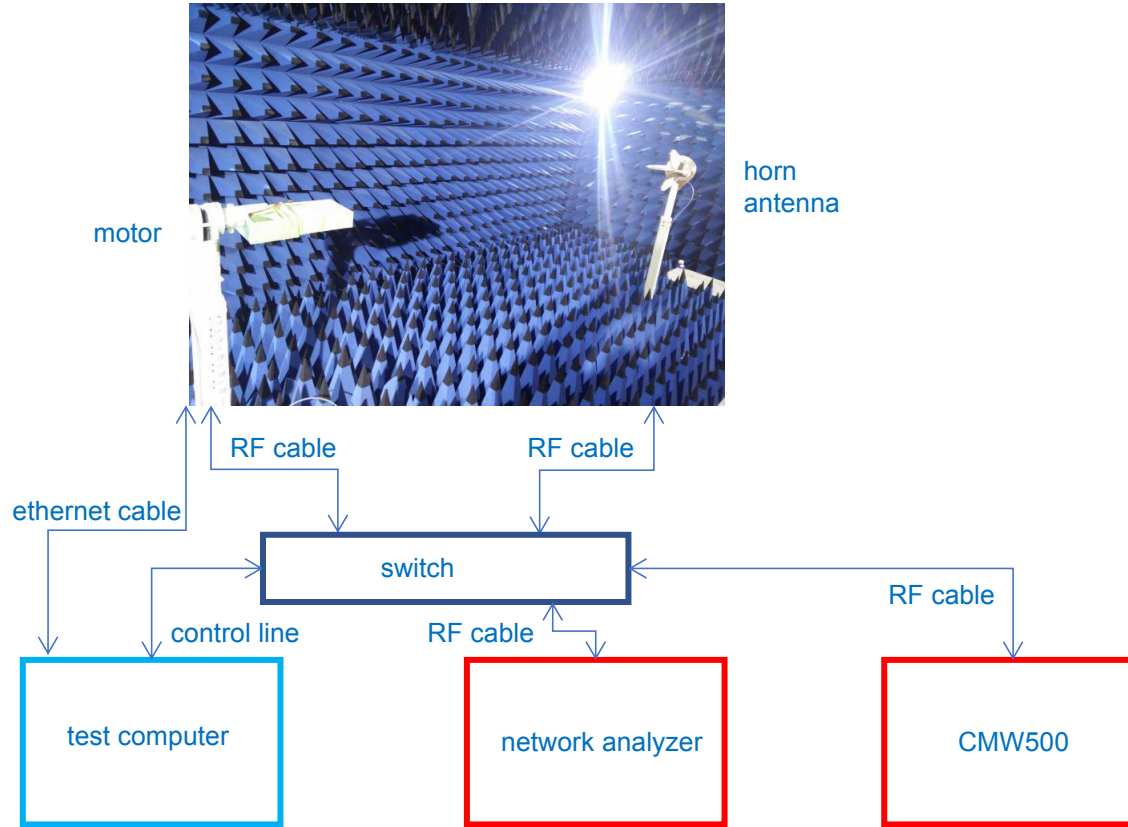 horn
antenna
motor
RF cable
RF cable
ethernet cable
switch
RF cable
control line
RF cable
test computer
network analyzer
CMW500